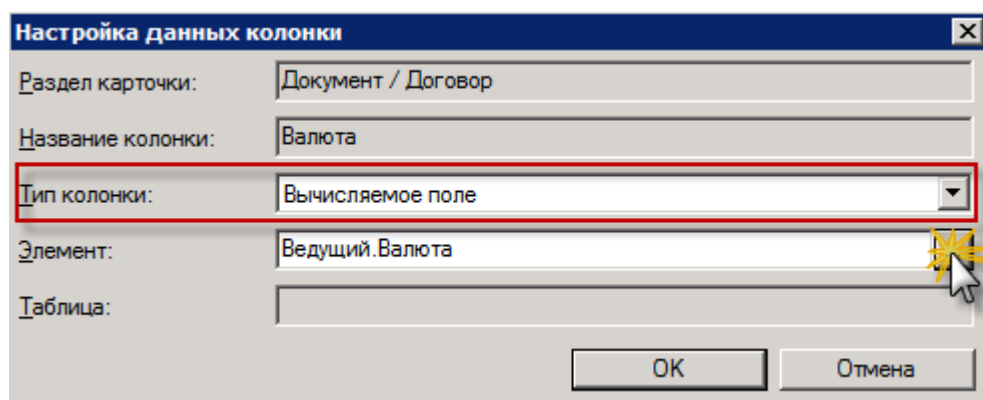 Настройка данных колонки
Раздел карточки: Документ / Договор
Название колонки: Валюта
Тип колонки: Вычисляемое поле
Элемент: Ведущий.Валюта
Таблица:
OK Отмена